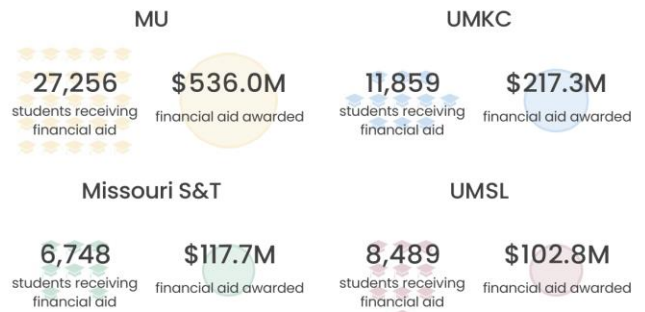 MU
27,256
students receiving
financial aid
$536.0M
financial aid awarded
UMKC
11,859
students receiving
financial aid
$217.3M
financial aid awarded
Missouri S&T
6,748
students receiving
financial aid
$117.7M
financial aid awarded
UMSL
8,489
students receiving
financial aid
$102.8M
financial aid awarded